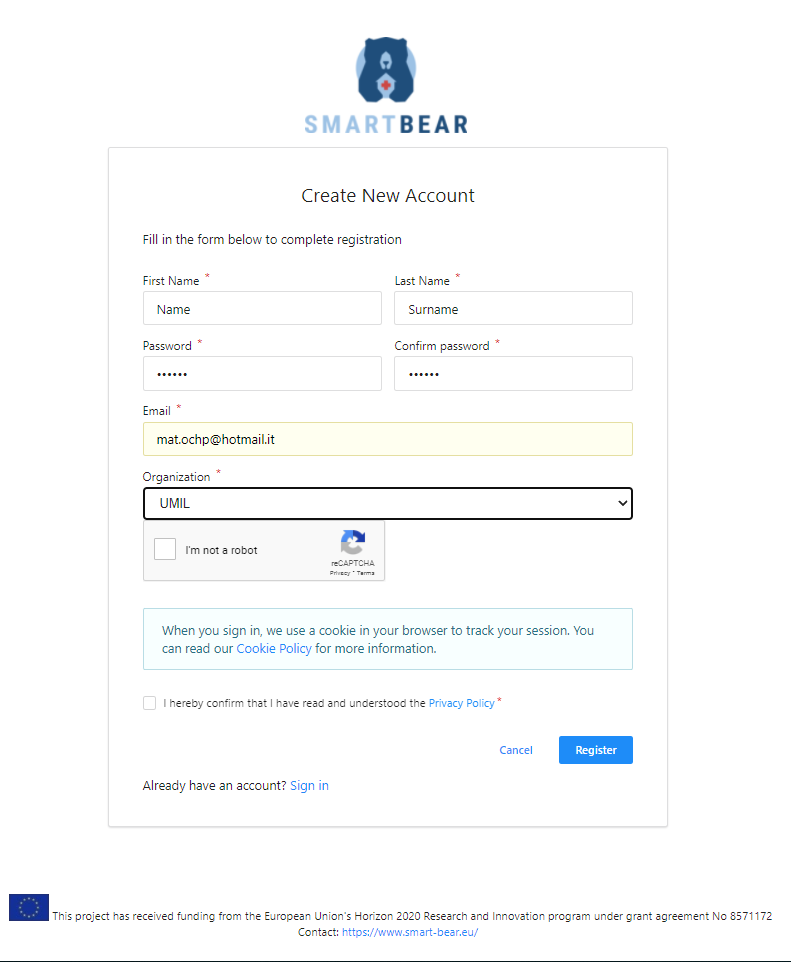 SMARTBEAR
Create New Account
Fill in the form below to complete registration
First Name * Last Name *
Name Surname
Password * Confirm password *
•••••• ••••••
Email *
mat.ochp@hotmail.it
Organization *
UMIL
I'm not a robot
reCAPTCHA
Privacy - Terms
When you sign in, we use a cookie in your browser to track your session. You
can read our Cookie Policy for more information.
I hereby confirm that I have read and understood the Privacy Policy *
Cancel Register
Already have an account? Sign in
This project has received funding from the European Union's Horizon 2020 Research and Innovation program under grant agreement No 8571172
Contact: https://www.smart-bear.eu/